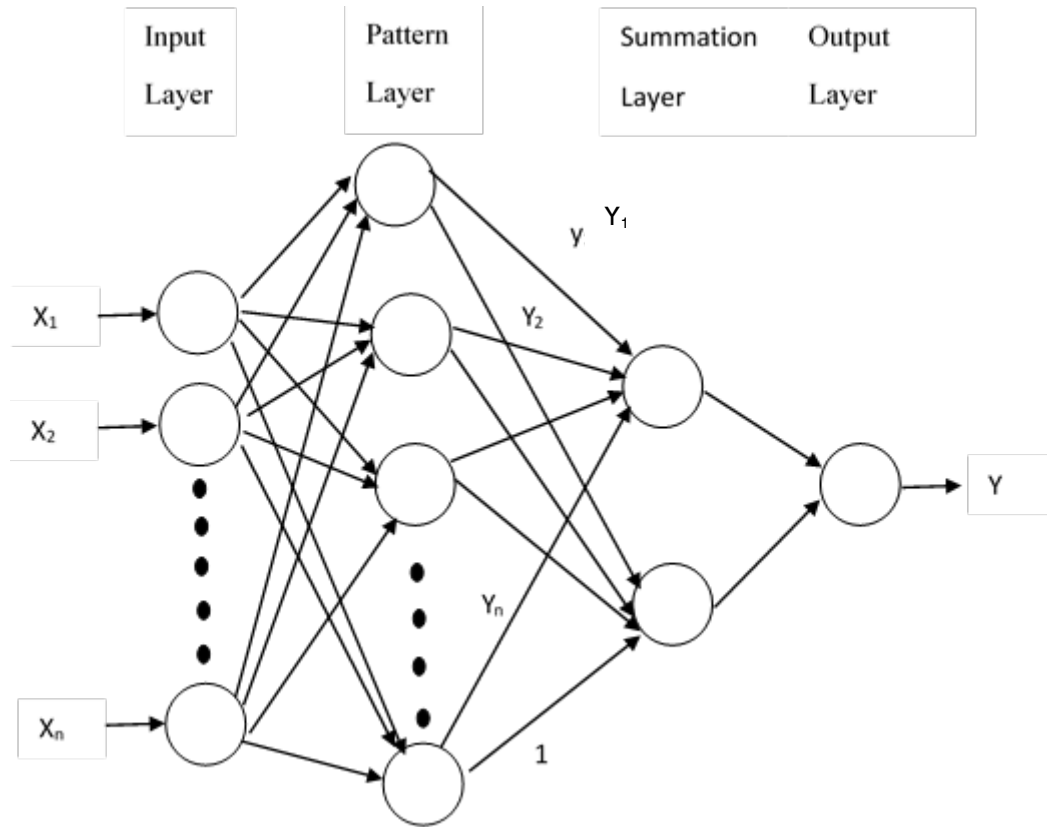 Input
Layer
Pattern
Layer
Summation Output
Layer Layer
y Y₁
X₁
Y₂
X₂
Y
Yₙ
Xₙ
1